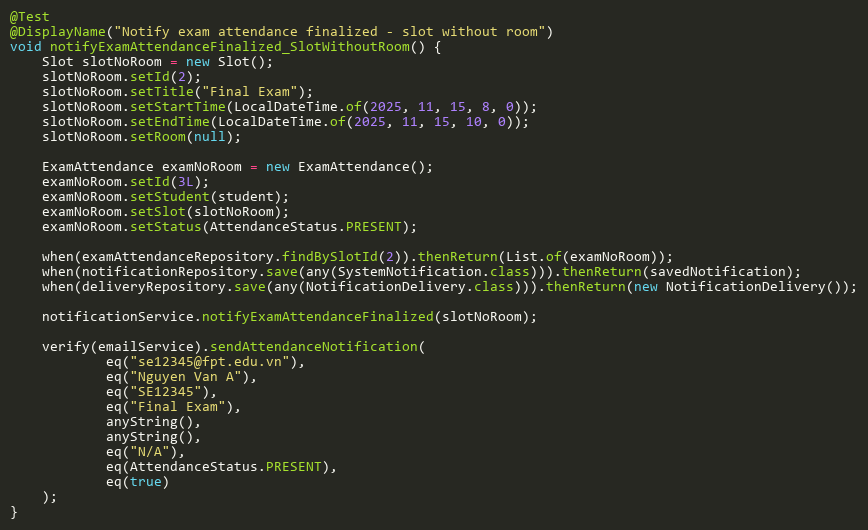 @Test
@DisplayName("Notify exam attendance finalized - slot without room")
void notifyExamAttendanceFinalized_SlotWithoutRoom() {
    Slot slotNoRoom = new Slot();
    slotNoRoom.setId(2);
    slotNoRoom.setTitle("Final Exam");
    slotNoRoom.setStartTime(LocalDateTime.of(2025, 11, 15, 8, 0));
    slotNoRoom.setEndTime(LocalDateTime.of(2025, 11, 15, 10, 0));
    slotNoRoom.setRoom(null);

    ExamAttendance examNoRoom = new ExamAttendance();
    examNoRoom.setId(3L);
    examNoRoom.setStudent(student);
    examNoRoom.setSlot(slotNoRoom);
    examNoRoom.setStatus(AttendanceStatus.PRESENT);

    when(examAttendanceRepository.findBySlotId(2)).thenReturn(List.of(examNoRoom));
    when(notificationRepository.save(any(SystemNotification.class))).thenReturn(savedNotification);
    when(deliveryRepository.save(any(NotificationDelivery.class))).thenReturn(new NotificationDelivery());

    notificationService.notifyExamAttendanceFinalized(slotNoRoom);

    verify(emailService).sendAttendanceNotification(
            eq("se12345@fpt.edu.vn"),
            eq("Nguyen Van A"),
            eq("SE12345"),
            eq("Final Exam"),
            anyString(),
            anyString(),
            eq("N/A"),
            eq(AttendanceStatus.PRESENT),
            eq(true)
    );
}